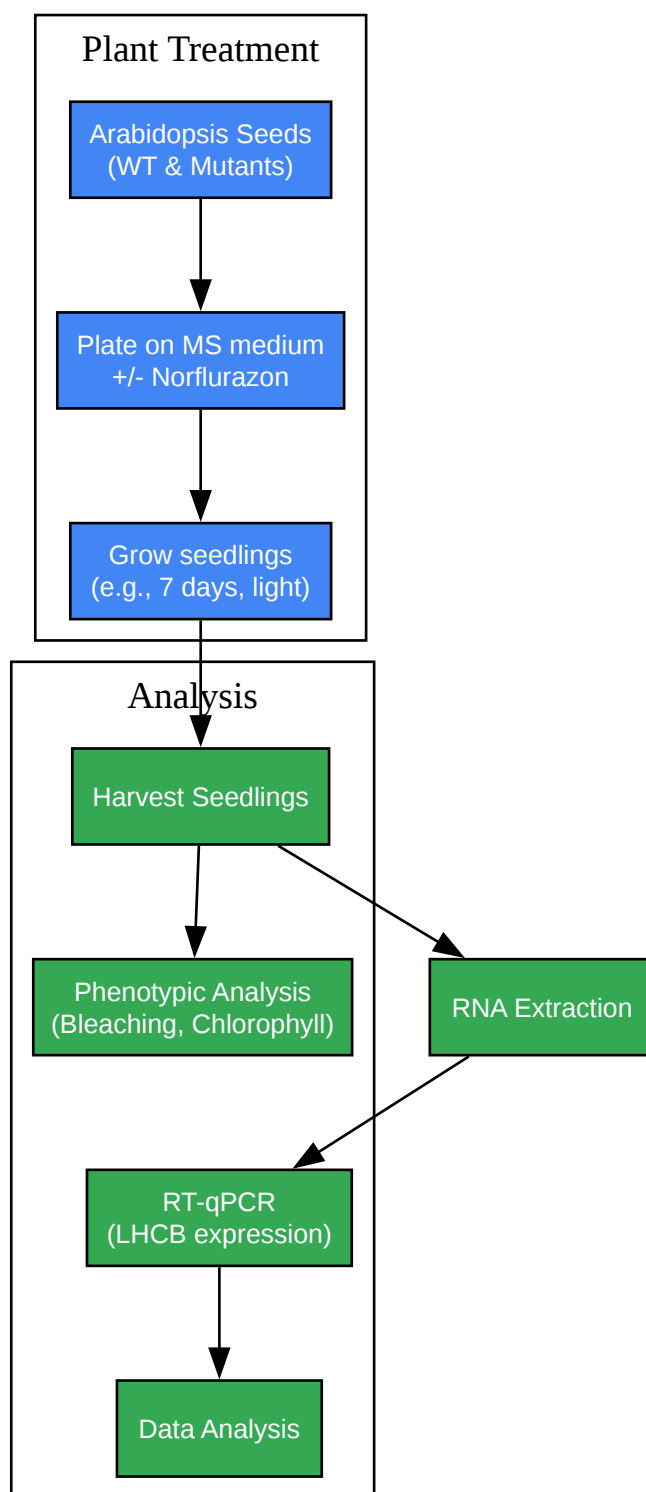 Plant Treatment
Arabidopsis Seeds
(WT & Mutants)
Plate on MS medium
+/- Norflurazon
Grow seedlings
(e.g., 7 days, light)
Analysis
Harvest Seedlings
Phenotypic Analysis
(Bleaching, Chlorophyll)
RNA Extraction
RT-qPCR
(LHCB expression)
Data Analysis